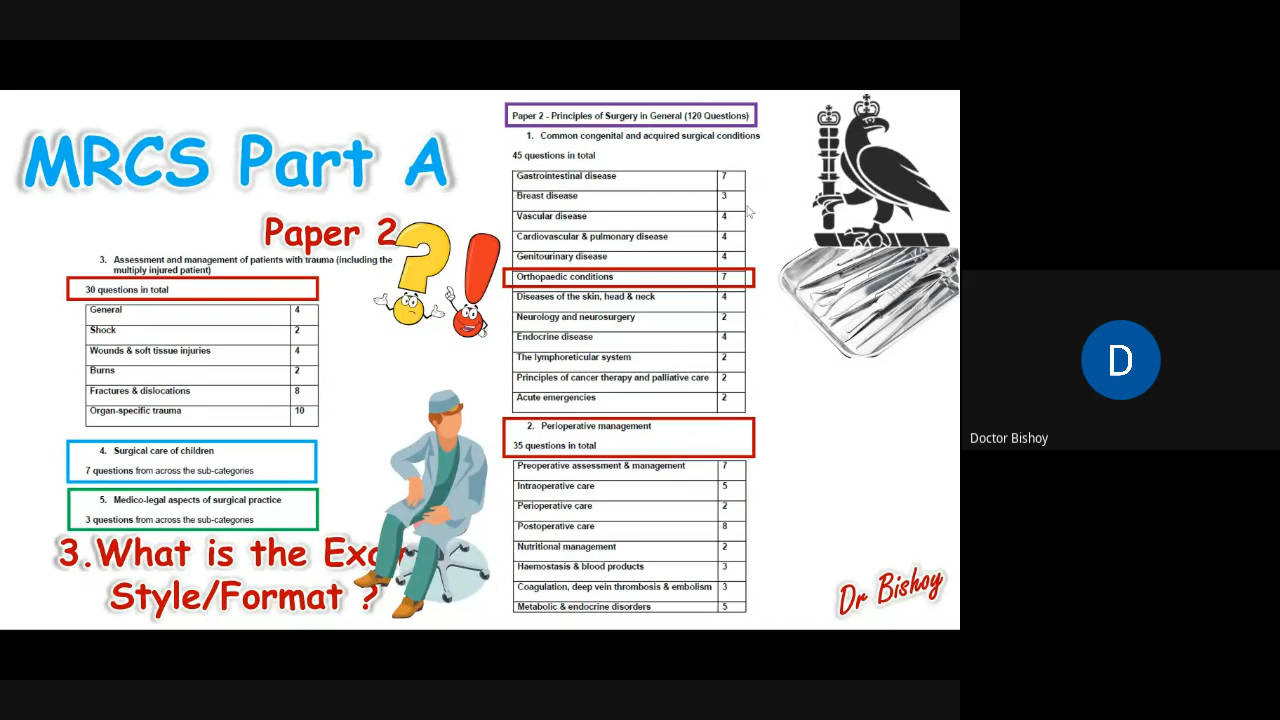 MRCS Part A
Paper 2
3. Assessment and management of patients with trauma (including the
multiply injured patient)
30 questions in total
General 4
Shock 2
Wounds & soft tissue injuries 4
Burns 2
Fractures & dislocations 8
Organ-specific trauma 10
4. Surgical care of children
7 questions from across the sub-categories
5. Medico-legal aspects of surgical practice
3 questions from across the sub-categories
3.What is the
Style/Format ?
Paper 2 - Principles of Surgery in General (120 Questions)
1. Common congenital and acquired surgical conditions
45 questions in total
Gastrointestinal disease 7
Breast disease 3
Vascular disease 4
Cardiovascular & pulmonary disease 4
Genitourinary disease 4
Orthopaedic conditions 7
Diseases of the skin, head & neck 4
Neurology and neurosurgery 2
Endocrine disease 4
The lymphoreticular system 2
Principles of cancer therapy and palliative care 2
Acute emergencies 2
2. Perioperative management
35 questions in total
Preoperative assessment & management 7
Intraoperative care 5
Perioperative care 2
Postoperative care 8
Nutritional management 2
Haemostasis & blood products 3
Coagulation, deep vein thrombosis & embolism 3
Metabolic & endocrine disorders 5
Dr Bishoy
D
Doctor Bishoy